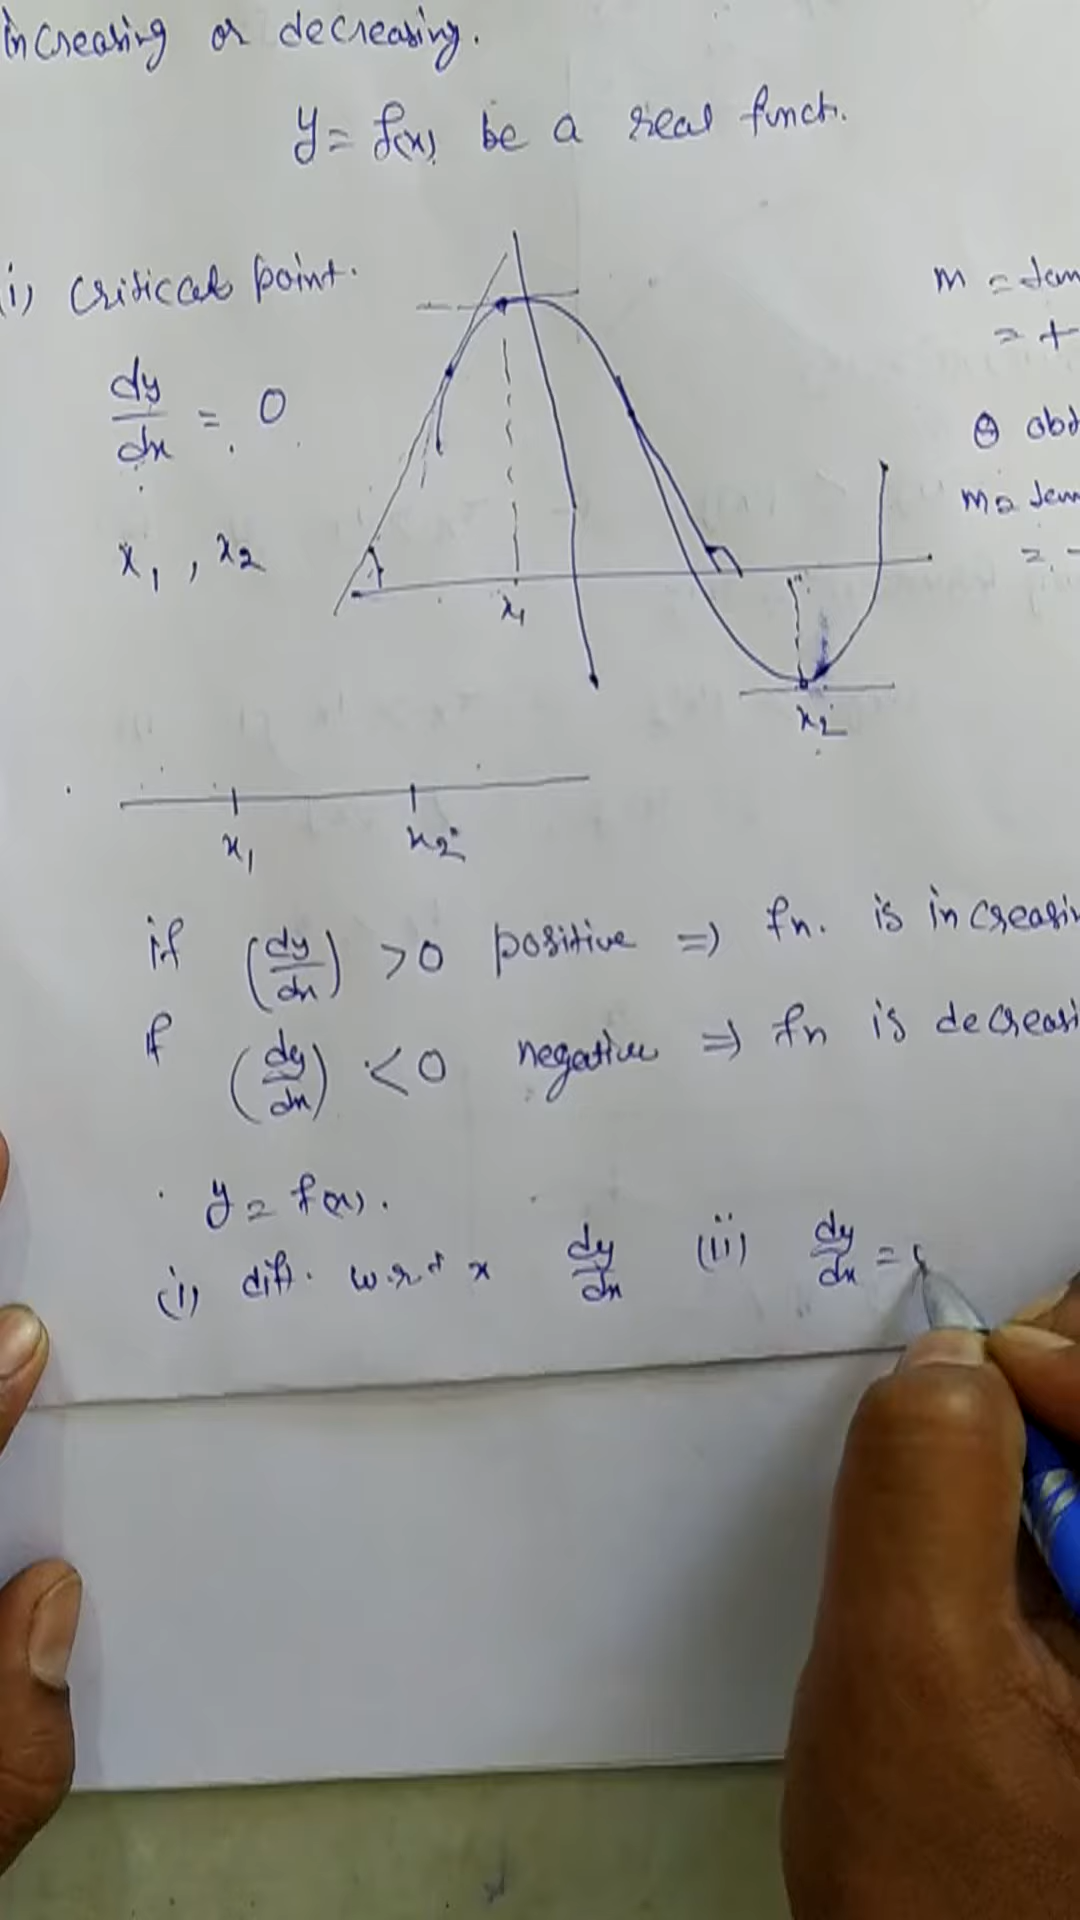 increasing or decreasing.
y = f(x) be a real funct.
(i) critical point.
dy/dx = 0
x₁ , x₂
m = tan
= +
θ obt
m = tan
= -
x₁
x₂
x₁ x₂
if (dy/dx) > 0 positive ⇒ fn. is increasin
if (dy/dx) < 0 negative ⇒ fn is decreasi
y = f(x).
(i) diff. w.r.t x dy/dx (ii) dy/dx =